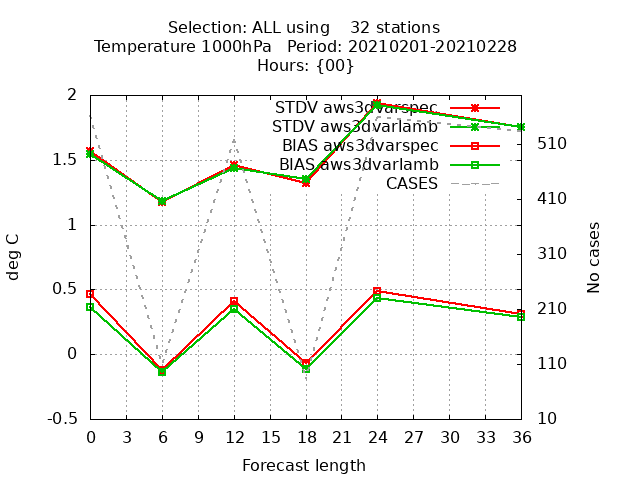 Selection: ALL using    32 stations
Temperature 1000hPa   Period: 20210201-20210228
Hours: {00}
STDV aws3dvarspec
STDV aws3dvarlamb
BIAS aws3dvarspec
BIAS aws3dvarlamb
CASES
2
1.5
1
0.5
0
-0.5
deg C
510
410
310
210
110
10
No cases
0 3 6 9 12 15 18 21 24 27 30 33 36
Forecast length